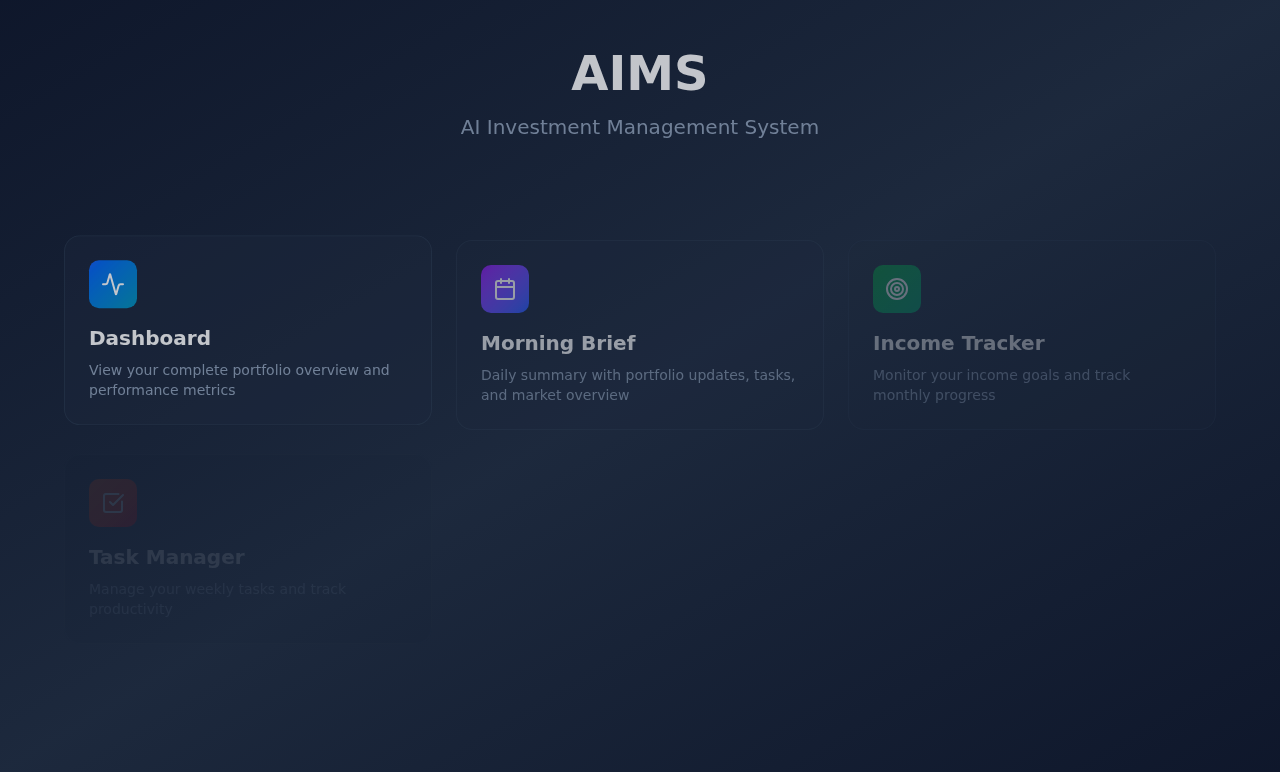 AIMS
AI Investment Management System
Dashboard
View your complete portfolio overview and
performance metrics
Morning Brief
Daily summary with portfolio updates, tasks,
and market overview
Income Tracker
Monitor your income goals and track
monthly progress
Task Manager
Manage your weekly tasks and track
productivity